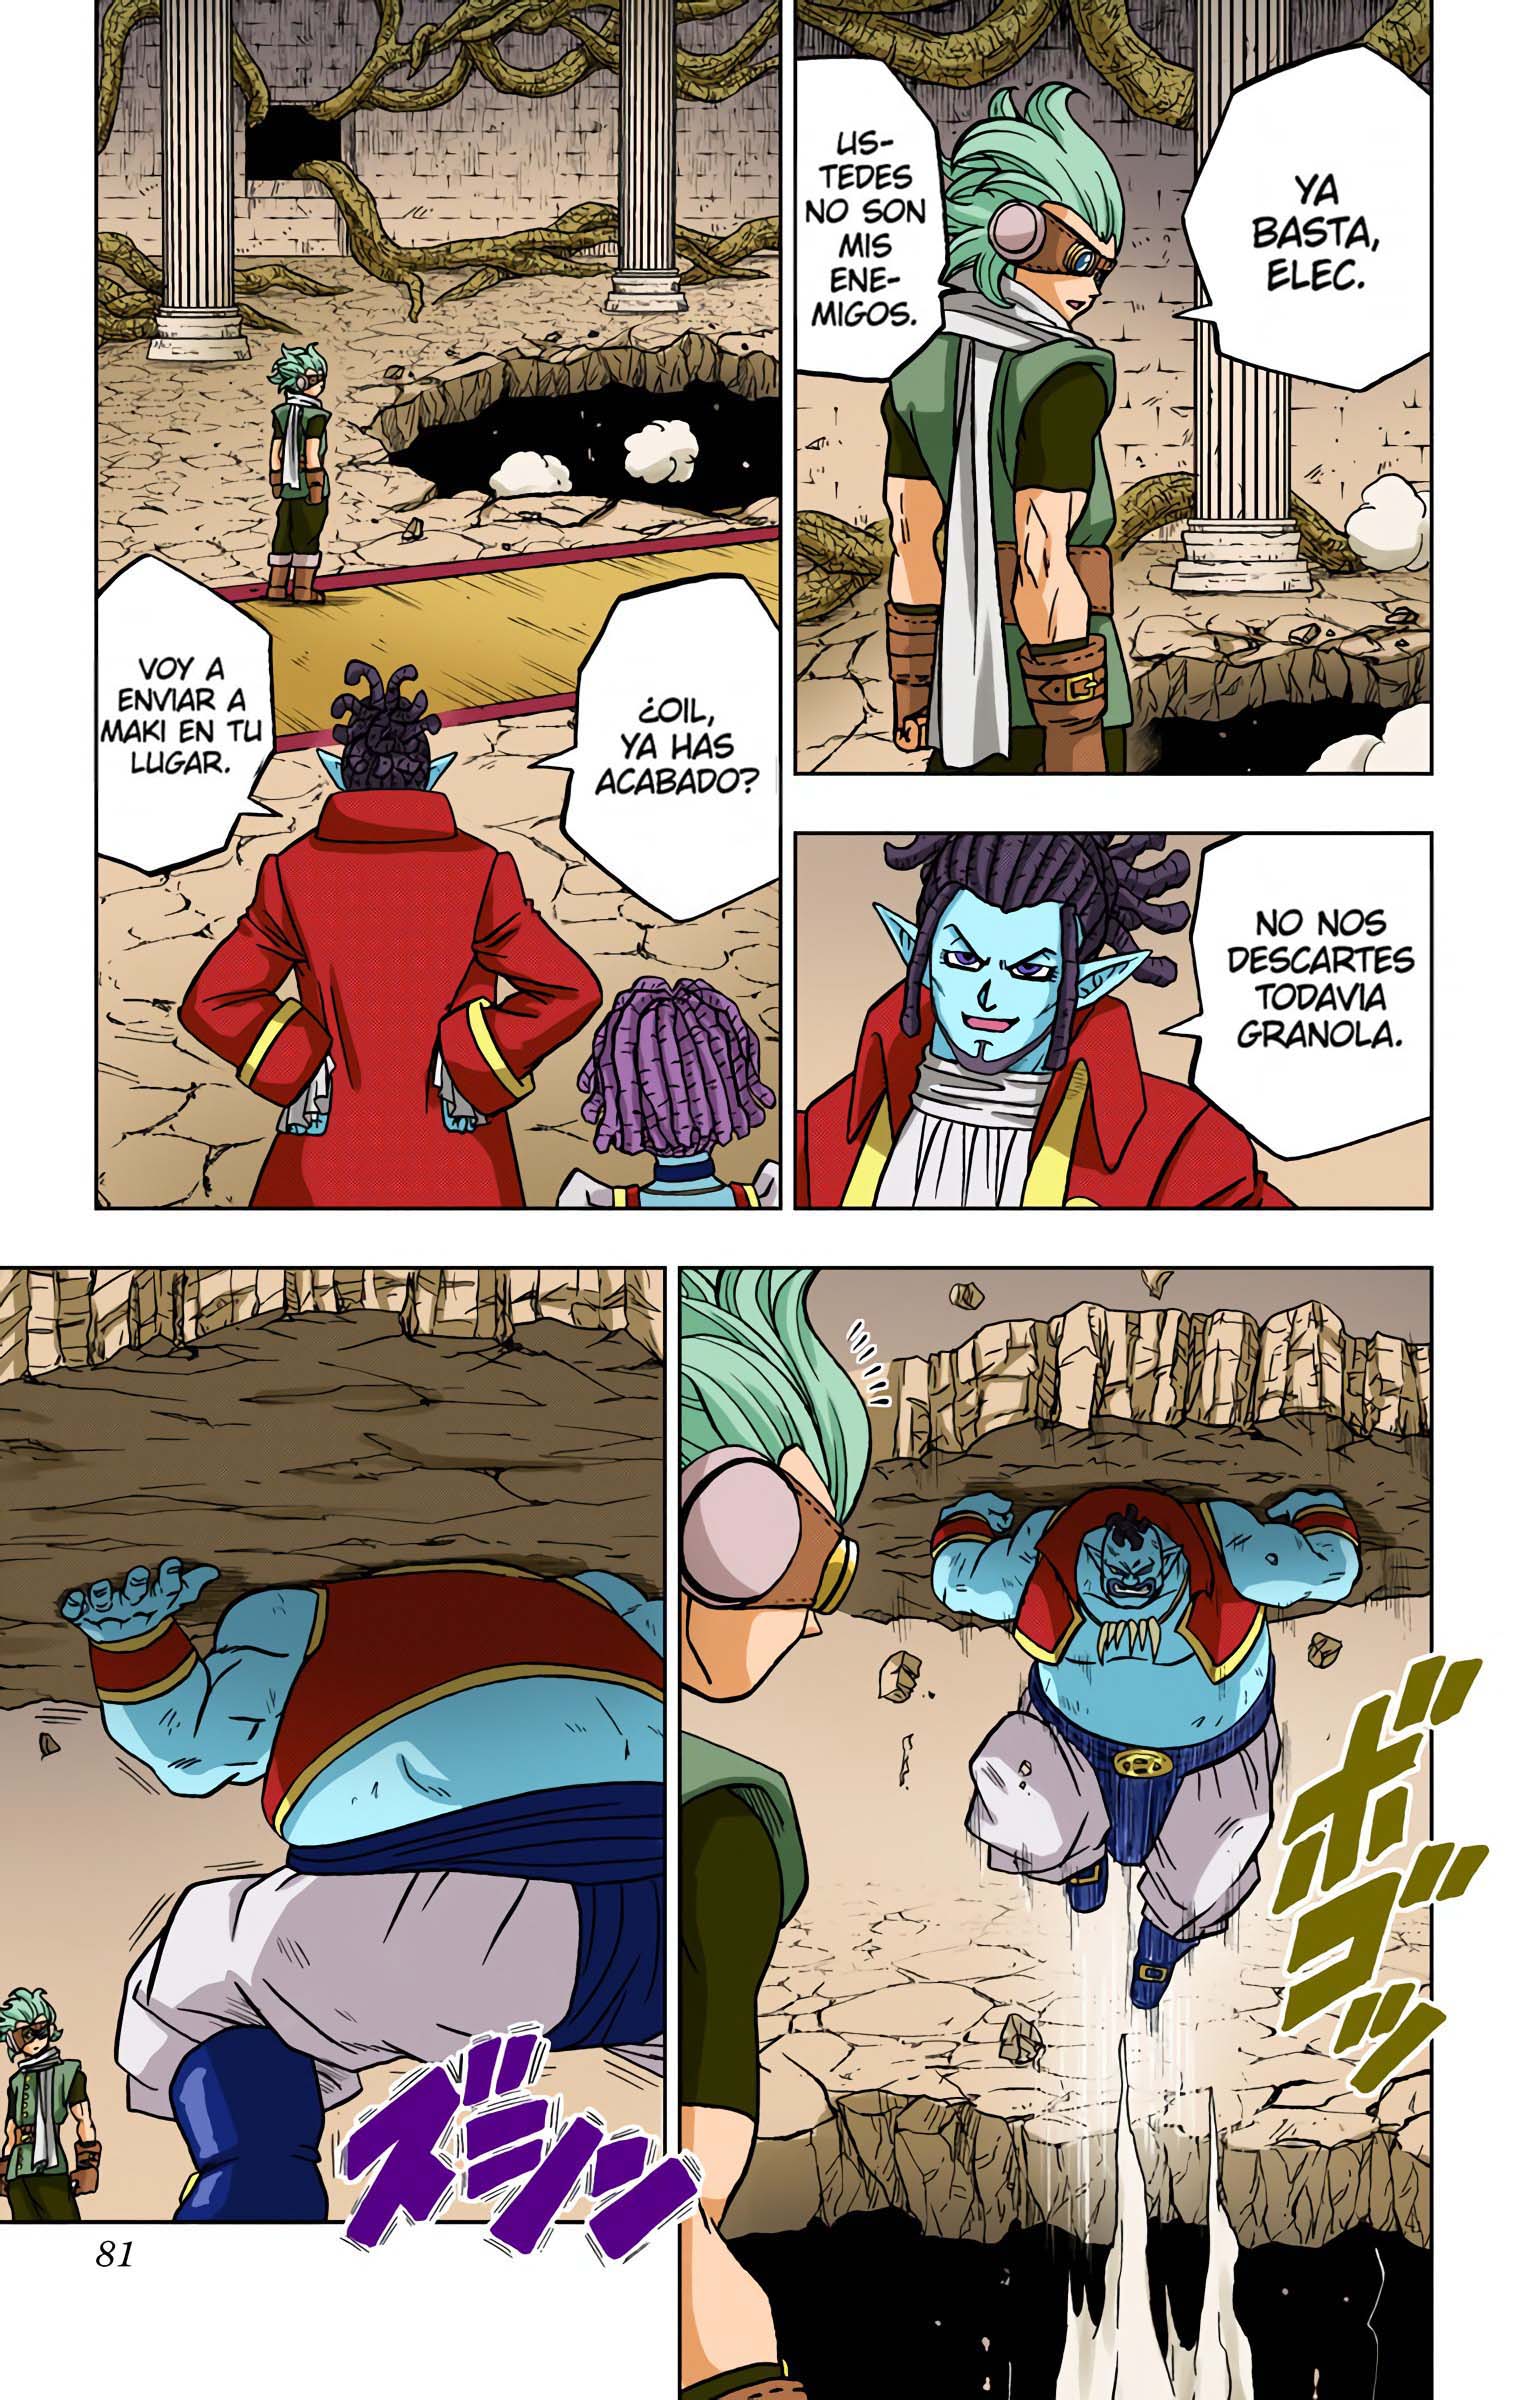 YA
BASTA,
ELEC.
US-
TEDES
NO SON
MIS
ENE-
MIGOS.
NO NOS
DESCARTES
TODAVIA
GRANOLA.
¿OIL,
YA HAS
ACABADO?
VOY A
ENVIAR A
MAKI EN TU
LUGAR.
ボゴッ
ズシン
81